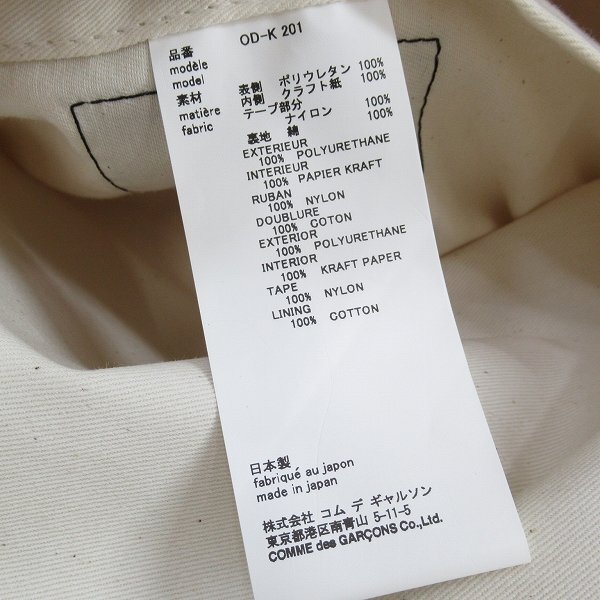 品番 OD-K 201
modèle
model
素材 表側 ポリウレタン 100%
matière 内側 クラフト紙 100%
fabric テープ部分
ナイロン 100%
裏地 綿 100%
EXTERIEUR
100% POLYURETHANE
INTERIEUR
100% PAPIER KRAFT
RUBAN
100% NYLON
DOUBLURE
100% COTON
EXTERIOR
100% POLYURETHANE
INTERIOR
100% KRAFT PAPER
TAPE
100% NYLON
LINING
100% COTTON
日本製
fabriqué au japon
made in japan
株式会社 コム デ ギャルソン
東京都港区南青山 5-11-5
COMME des GARÇONS Co.,Ltd.